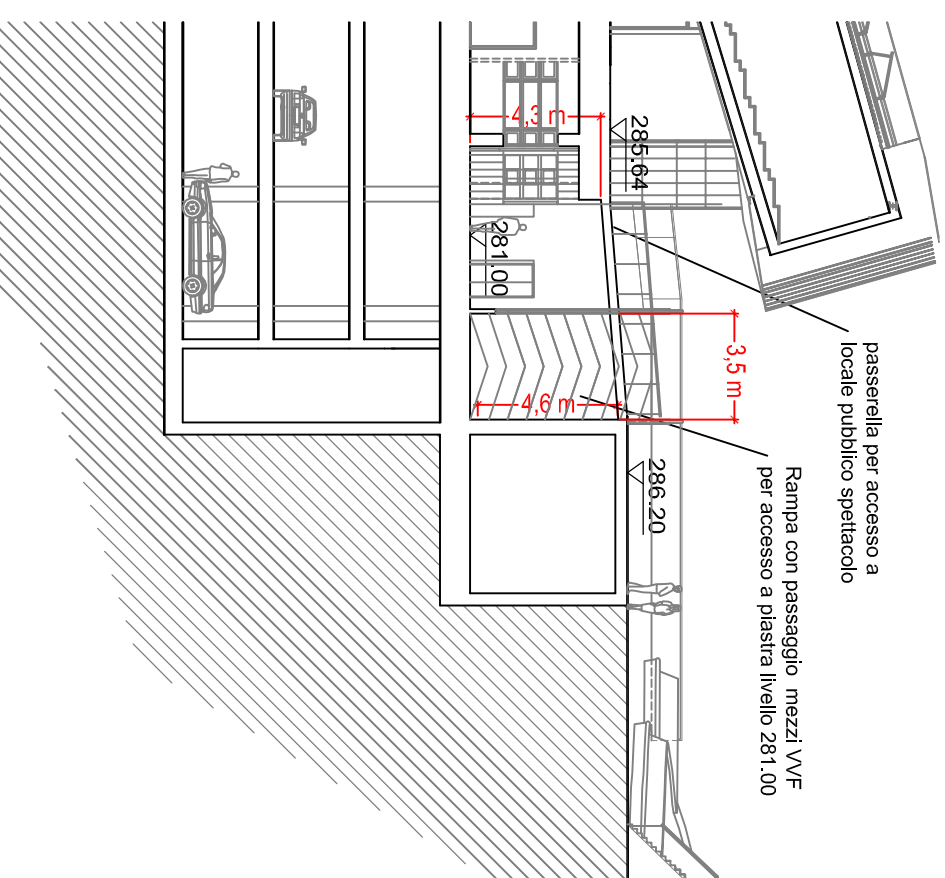 passerella per accesso a
locale pubblico spettacolo
Rampa con passaggio mezzi VVF
per accesso a piastra livello 281.00
285.64
4,3 m
281.00
3,5 m
4,6 m
286.20